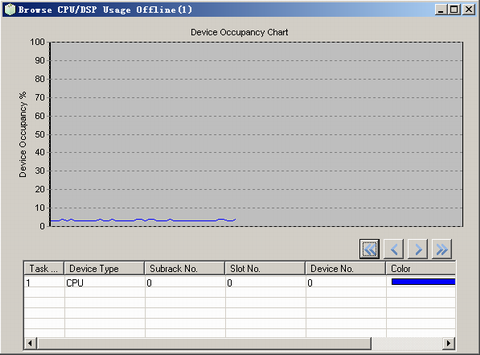 Browse CPU/DSP Usage Offline(1)
Device Occupancy Chart
Device Occupancy %
100
90
80
70
60
50
40
30
20
10
0
Task ... Device Type Subrack No. Slot No. Device No. Color
1 CPU 0 0 0